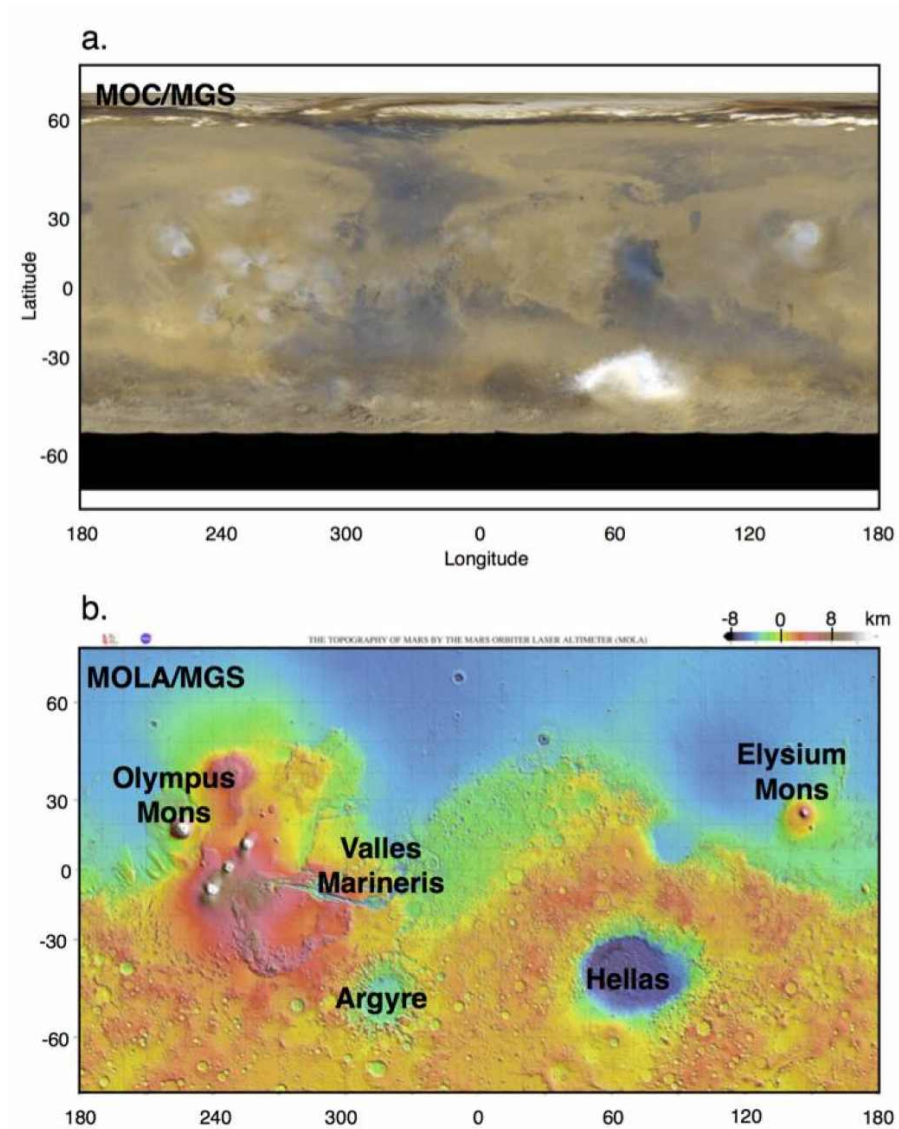 a.
MOC/MGS
60
30
0
-30
-60
Latitude
180 240 300 0 60 120 180
Longitude
b.
THE TOPOGRAPHY OF MARS BY THE MARS ORBITER LASER ALTIMETER (MOLA)
-8 0 8 km
MOLA/MGS
60
30
0
-30
-60
Olympus
Mons
Elysium
Mons
Valles
Marineris
Argyre
Hellas
180 240 300 0 60 120 180